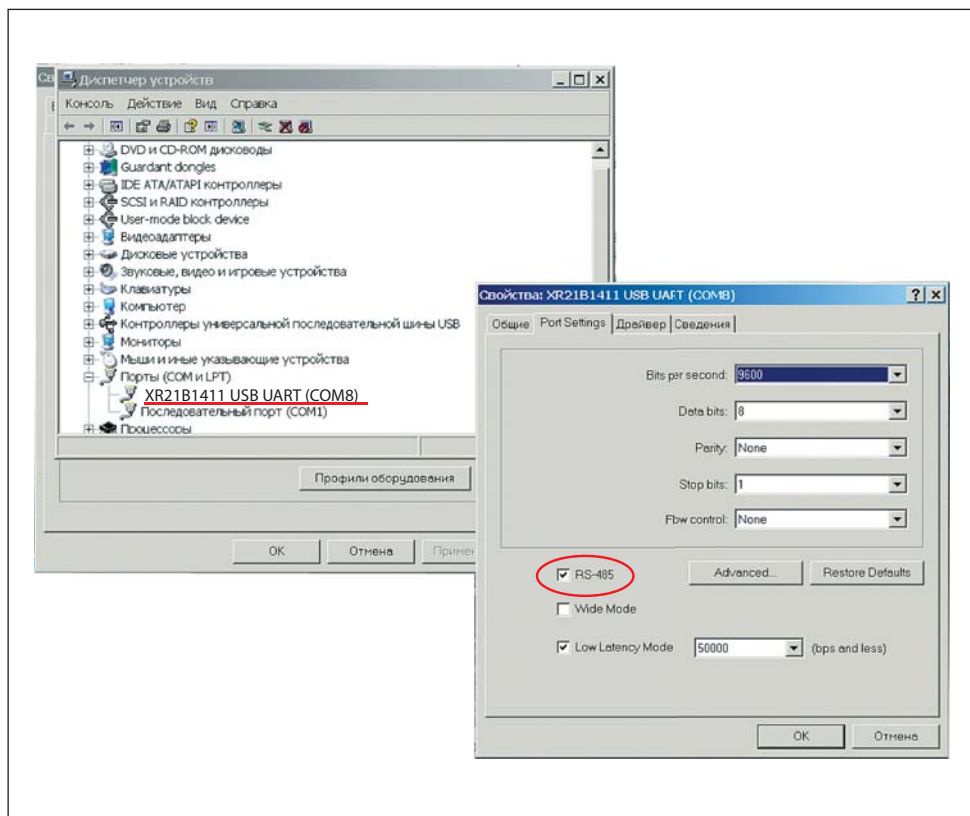 Св
Диспетчер устройств
Консоль Действие Вид Справка
DVD и CD-ROM дисководы
Guardant dongles
IDE ATA/ATAPI контроллеры
SCSI и RAID контроллеры
User-mode block device
Видеоадаптеры
Дисковые устройства
Звуковые, видео и игровые устройства
Клавиатуры
Компьютер
Контроллеры универсальной последовательной шины USB
Мониторы
Мыши и иные указывающие устройства
Порты (COM и LPT)
XR21B1411 USB UART (COM8)
Последовательный порт (COM1)
Процессоры
Профили оборудования
OK Отмена Примен
Свойства: XR21B1411 USB UART (COM8)
Общие Port Settings Драйвер Сведения
Bits per second: 9600
Data bits: 8
Parity: None
Stop bits: 1
Flow control: None
RS-485 Advanced... Restore Defaults
Wide Mode
Low Latency Mode 50000 (bps and less)
OK Отмена